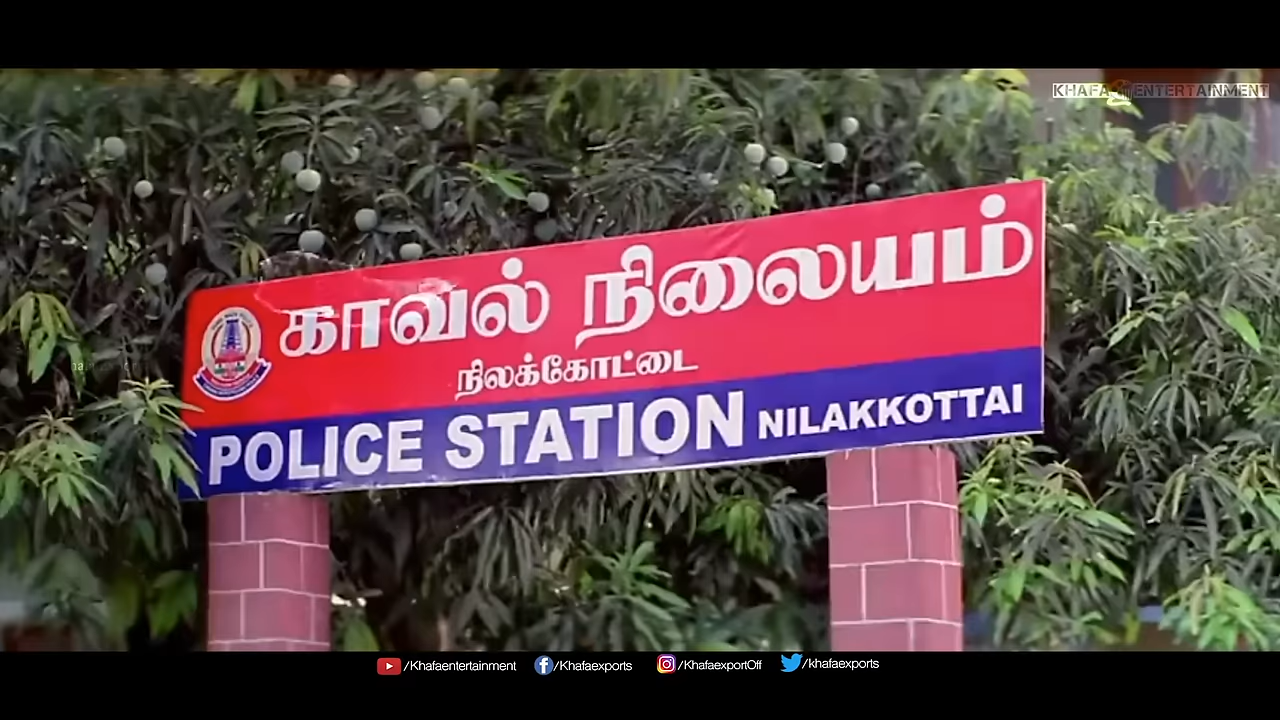 KHAFA ENTERTAINMENT
காவல் நிலையம்
நிலக்கோட்டை
POLICE STATION NILAKKOTTAI
/Khafaentertainment /Khafaexports /KhafaexportOff /khafaexports